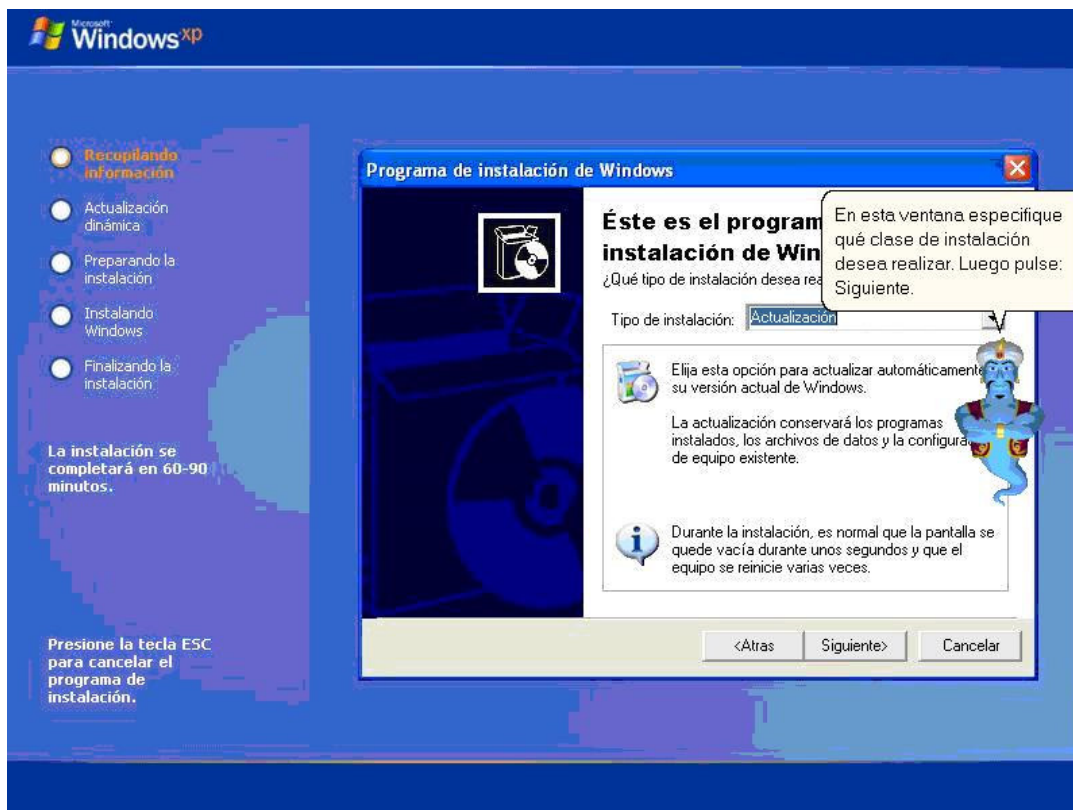 Microsoft
Windows xp
Recopilando
información
Actualización
dinámica
Preparando la
instalación
Instalando
Windows
Finalizando la
instalación
La instalación se
completará en 60-90
minutos.
Presione la tecla ESC
para cancelar el
programa de
instalación.
Programa de instalación de Windows
Éste es el program
instalación de Win
¿Qué tipo de instalación desea rea
Tipo de instalación: Actualización
Elija esta opción para actualizar automáticamente
su versión actual de Windows.
La actualización conservará los programas
instalados, los archivos de datos y la configura
de equipo existente.
Durante la instalación, es normal que la pantalla se
quede vacía durante unos segundos y que el
equipo se reinicie varias veces.
<Atras Siguiente> Cancelar
En esta ventana especifique
qué clase de instalación
desea realizar. Luego pulse:
Siguiente.